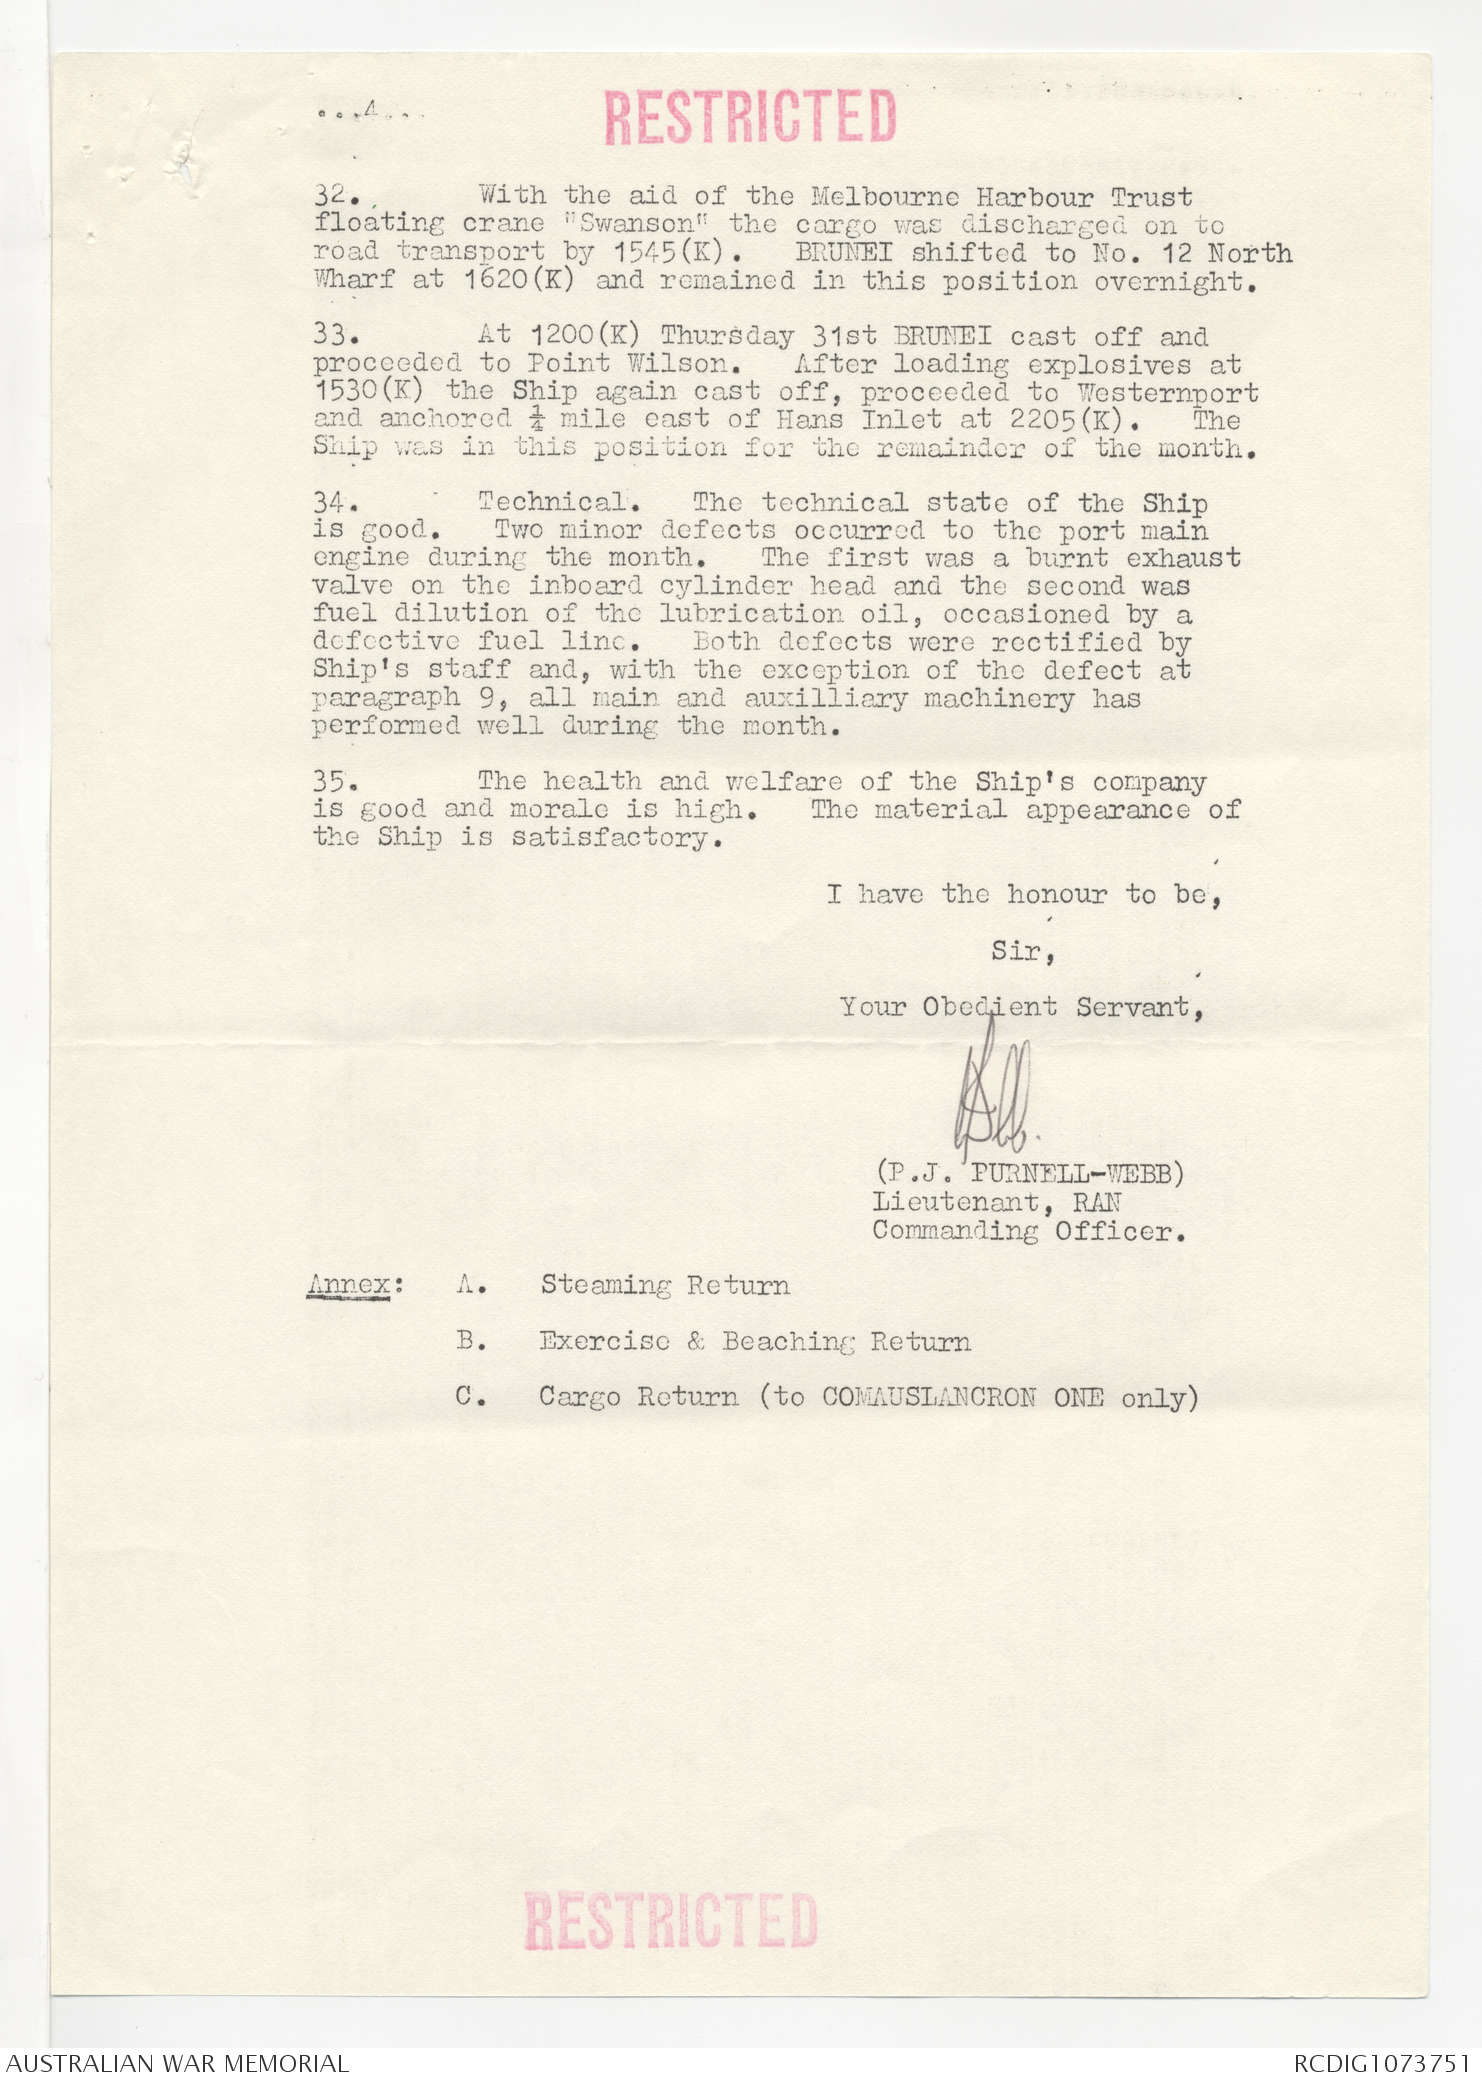 ...4...
RESTRICTED
32. With the aid of the Melbourne Harbour Trust
floating crane "Swanson" the cargo was discharged on to
road transport by 1545(K). BRUNEI shifted to No. 12 North
Wharf at 1620(K) and remained in this position overnight.
33. At 1200(K) Thursday 31st BRUNEI cast off and
proceeded to Point Wilson. After loading explosives at
1530(K) the Ship again cast off, proceeded to Westernport
and anchored ¼ mile east of Hans Inlet at 2205(K). The
Ship was in this position for the remainder of the month.
34. Technical. The technical state of the Ship
is good. Two minor defects occurred to the port main
engine during the month. The first was a burnt exhaust
valve on the inboard cylinder head and the second was
fuel dilution of the lubrication oil, occasioned by a
defective fuel line. Both defects were rectified by
Ship's staff and, with the exception of the defect at
paragraph 9, all main and auxilliary machinery has
performed well during the month.
35. The health and welfare of the Ship's company
is good and morale is high. The material appearance of
the Ship is satisfactory.
I have the honour to be,
Sir,
Your Obedient Servant,
(P.J. PURNELL-WEBB)
Lieutenant, RAN
Commanding Officer.
Annex: A. Steaming Return
B. Exercise & Beaching Return
C. Cargo Return (to COMAUSLANCRON ONE only)
RESTRICTED
AUSTRALIAN WAR MEMORIAL
RCDIG1073751